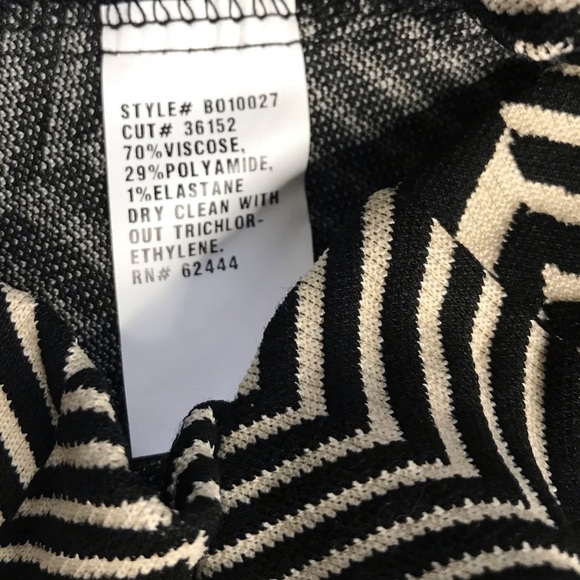 STYLE# B010027
CUT# 36152
70%VISCOSE,
29%POLYAMIDE,
1%ELASTANE
DRY CLEAN WITH
OUT TRICHLOR-
ETHYLENE.
RN# 62444